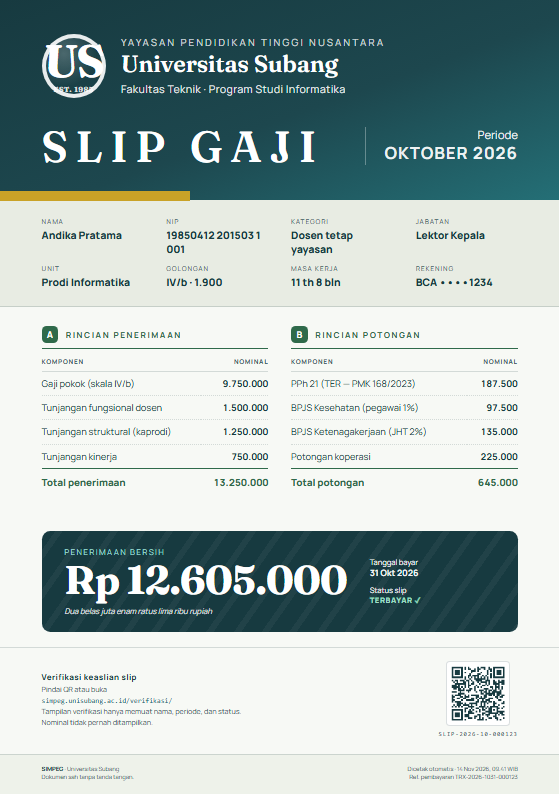 US
EST. 1982
YAYASAN PENDIDIKAN TINGGI NUSANTARA
Universitas Subang
Fakultas Teknik · Program Studi Informatika
SLIP GAJI
Periode
OKTOBER 2026
NAMA
Andika Pratama
NIP
19850412 201503 1
001
KATEGORI
Dosen tetap
yayasan
JABATAN
Lektor Kepala
UNIT
Prodi Informatika
GOLONGAN
IV/b · 1.900
MASA KERJA
11 th 8 bln
REKENING
BCA •••• 1234
A RINCIAN PENERIMAAN
KOMPONEN NOMINAL
Gaji pokok (skala IV/b) 9.750.000
Tunjangan fungsional dosen 1.500.000
Tunjangan struktural (kaprodi) 1.250.000
Tunjangan kinerja 750.000
Total penerimaan 13.250.000
B RINCIAN POTONGAN
KOMPONEN NOMINAL
PPh 21 (TER — PMK 168/2023) 187.500
BPJS Kesehatan (pegawai 1%) 97.500
BPJS Ketenagakerjaan (JHT 2%) 135.000
Potongan koperasi 225.000
Total potongan 645.000
PENERIMAAN BERSIH
Rp 12.605.000
Dua belas juta enam ratus lima ribu rupiah
Tanggal bayar
31 Okt 2026
Status slip
TERBAYAR ✓
Verifikasi keaslian slip
Pindai QR atau buka
simpeg.unisubang.ac.id/verifikasi/
Tampilan verifikasi hanya memuat nama, periode, dan status.
Nominal tidak pernah ditampilkan.
SLIP-2026-10-000123
SIMPEG · Universitas Subang
Dokumen sah tanpa tanda tangan.
Dicetak otomatis · 14 Nov 2026, 09.41 WIB
Ref. pembayaran TRX-2026-1031-000123